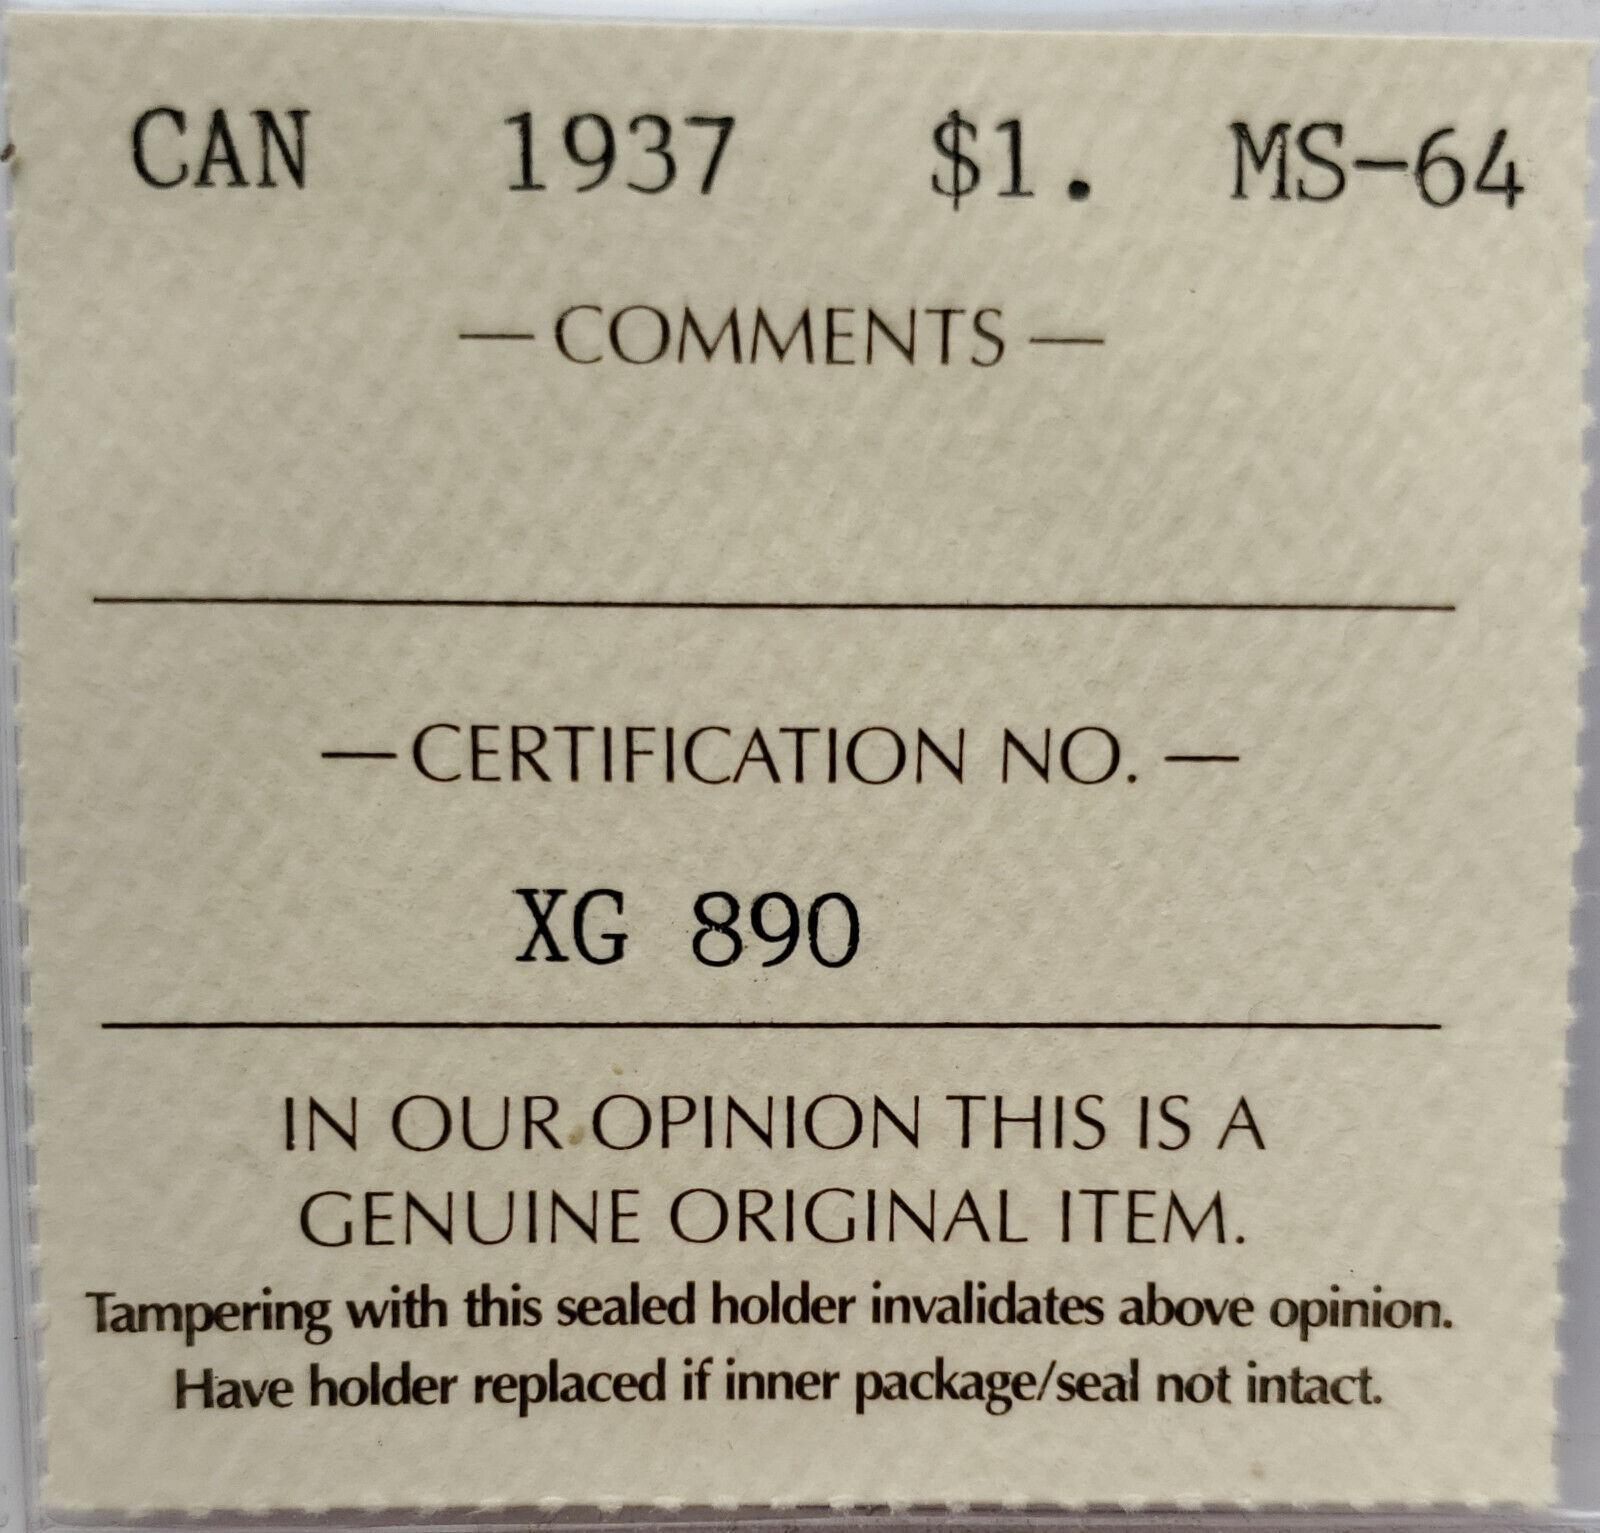 CAN 1937 $1. MS-64
— COMMENTS —
— CERTIFICATION NO. —
XG 890
IN OUR OPINION THIS IS A
GENUINE ORIGINAL ITEM.
Tampering with this sealed holder invalidates above opinion.
Have holder replaced if inner package/seal not intact.